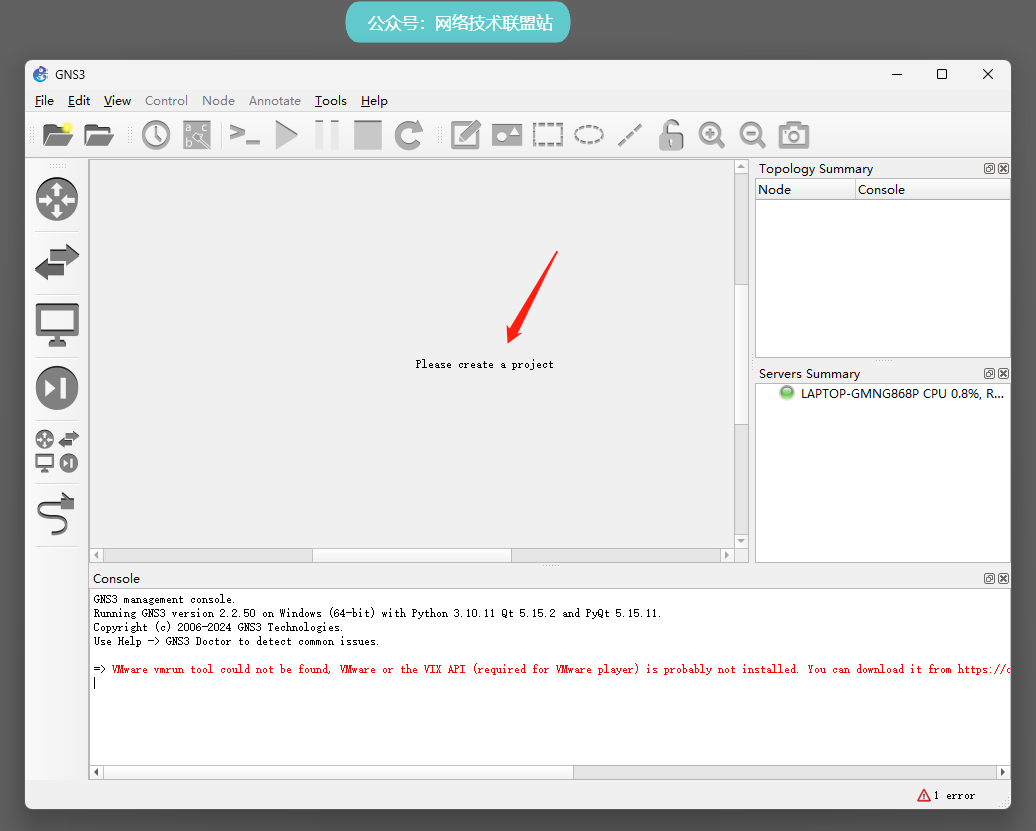 公众号：网络技术联盟站
GNS3
File Edit View Control Node Annotate Tools Help
Topology Summary
Node Console
Please create a project
Servers Summary
LAPTOP-GMNG868P CPU 0.8%, R...
Console
GNS3 management console.
Running GNS3 version 2.2.50 on Windows (64-bit) with Python 3.10.11 Qt 5.15.2 and PyQt 5.15.11.
Copyright (c) 2006-2024 GNS3 Technologies.
Use Help -> GNS3 Doctor to detect common issues.
=> VMware vmrun tool could not be found, VMware or the VIX API (required for VMware player) is probably not installed. You can download it from https://
1 error